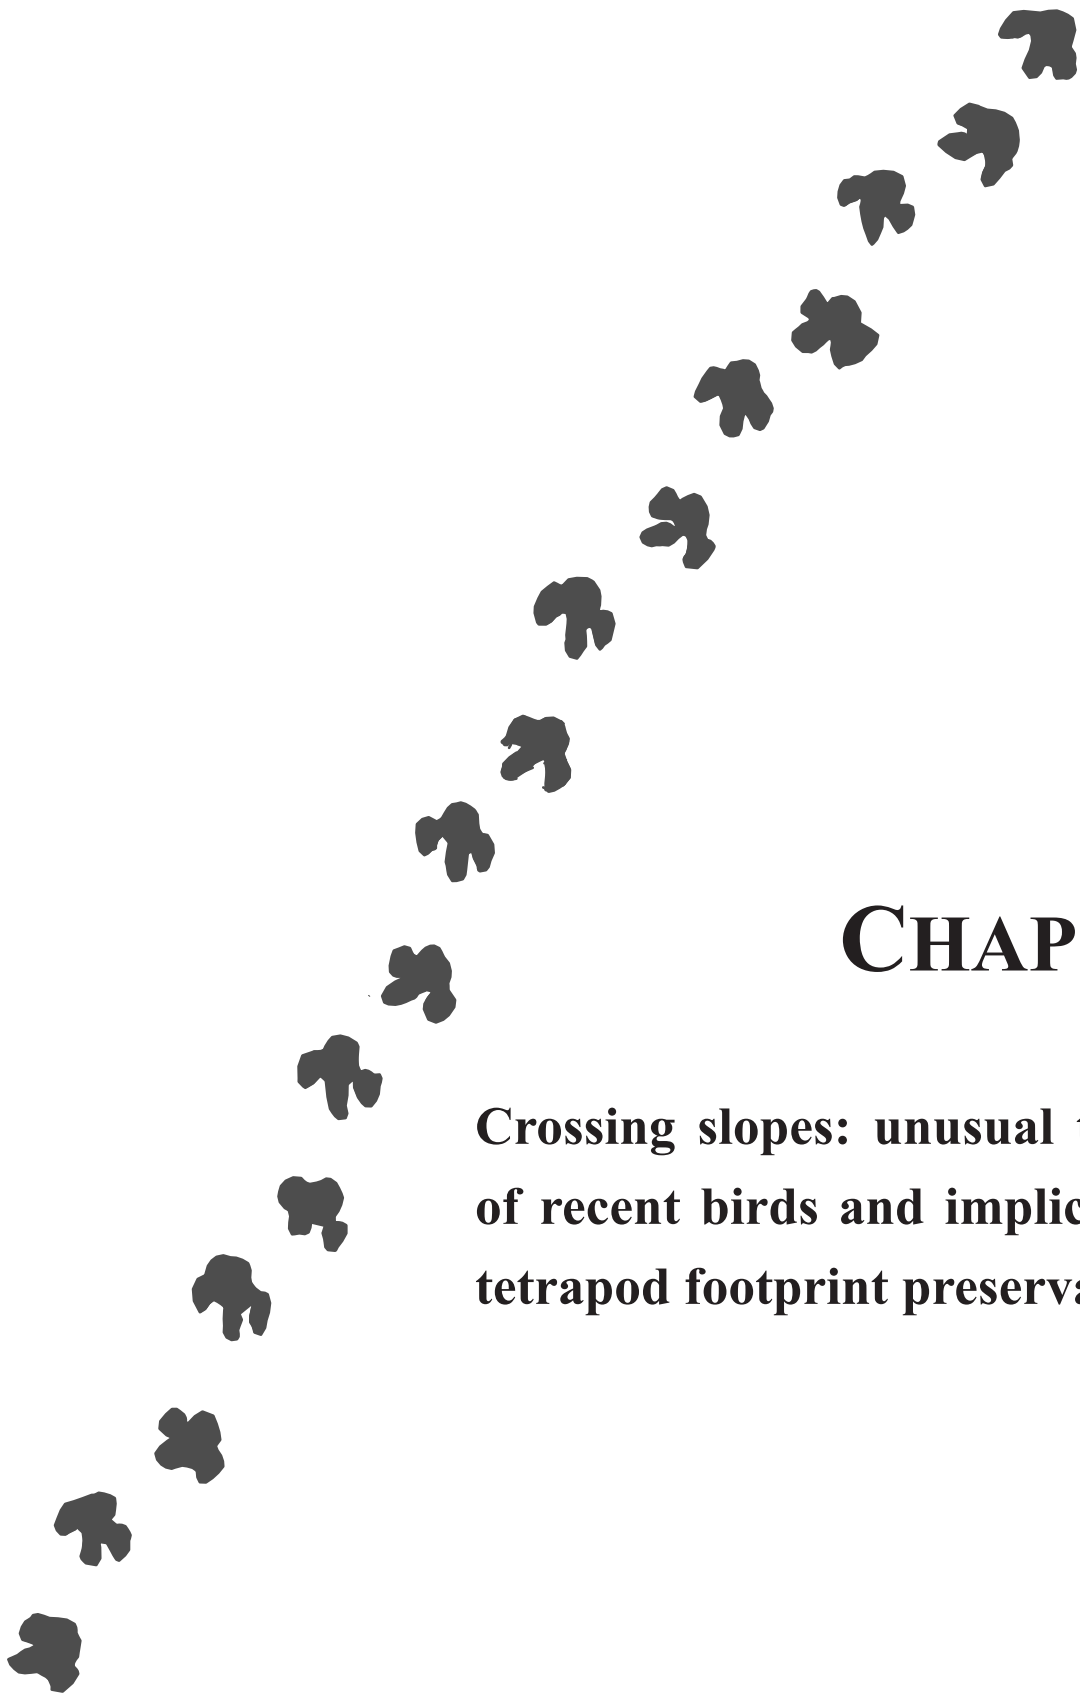 CHAP
Crossing slopes: unusual
of recent birds and implic
tetrapod footprint preserva